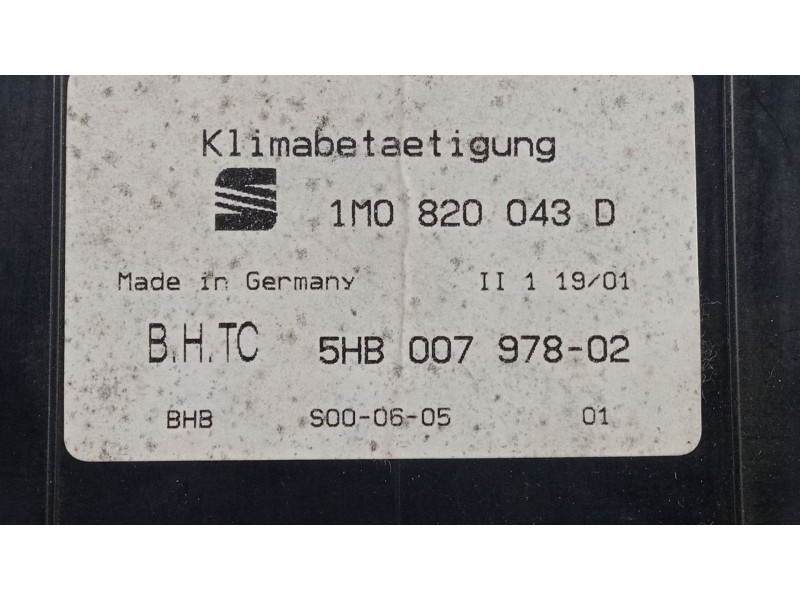 Klimabetaetigung
1M0 820 043 D
Made in Germany II 1 19/01
B.H.TC 5HB 007 978-02
BHB S00-06-05 01